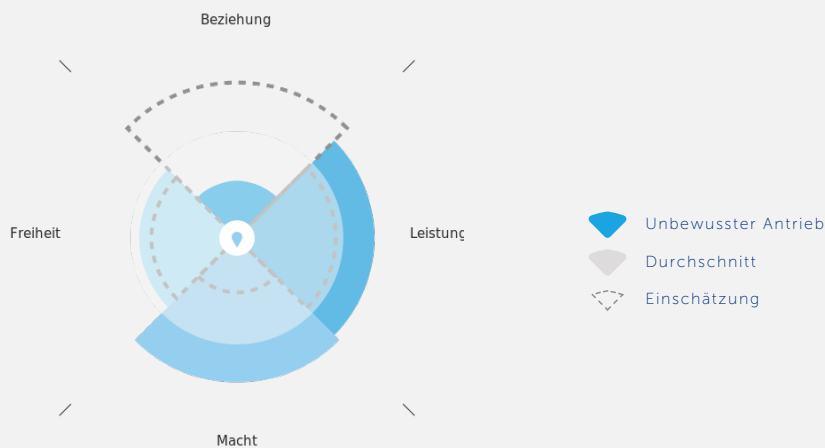 Beziehung
Freiheit
Leistung
Macht
Unbewusster Antrieb
Durchschnitt
Einschätzung